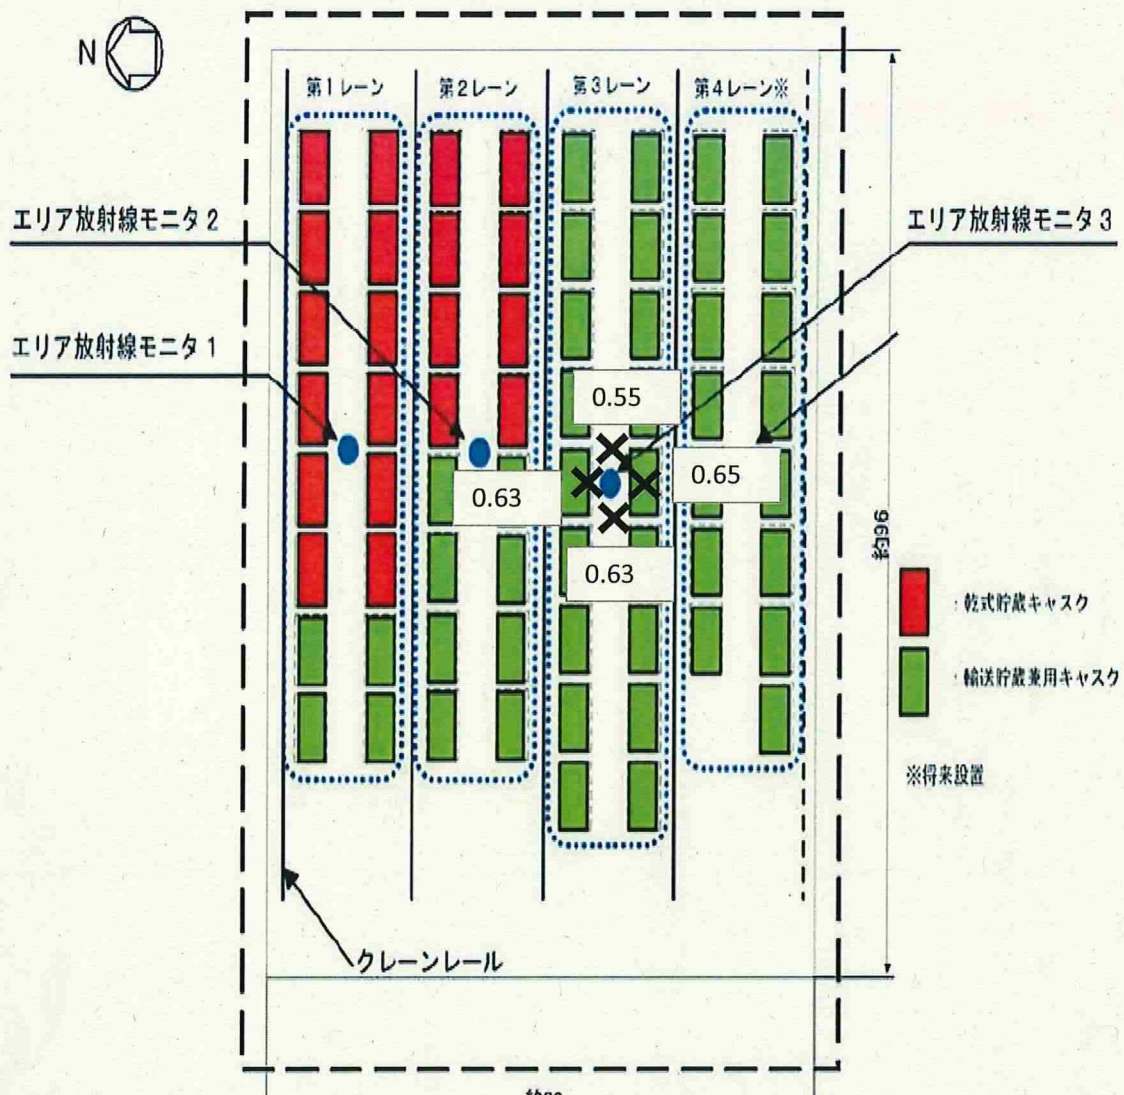 N
第1レーン
第2レーン
第3レーン
第4レーン※
エリア放射線モニタ2
エリア放射線モニタ3
エリア放射線モニタ1
0.55
0.65
0.63
0.63
約96
:乾式貯蔵キャスク
:輸送貯蔵兼用キャスク
※将来設置
クレーンレール